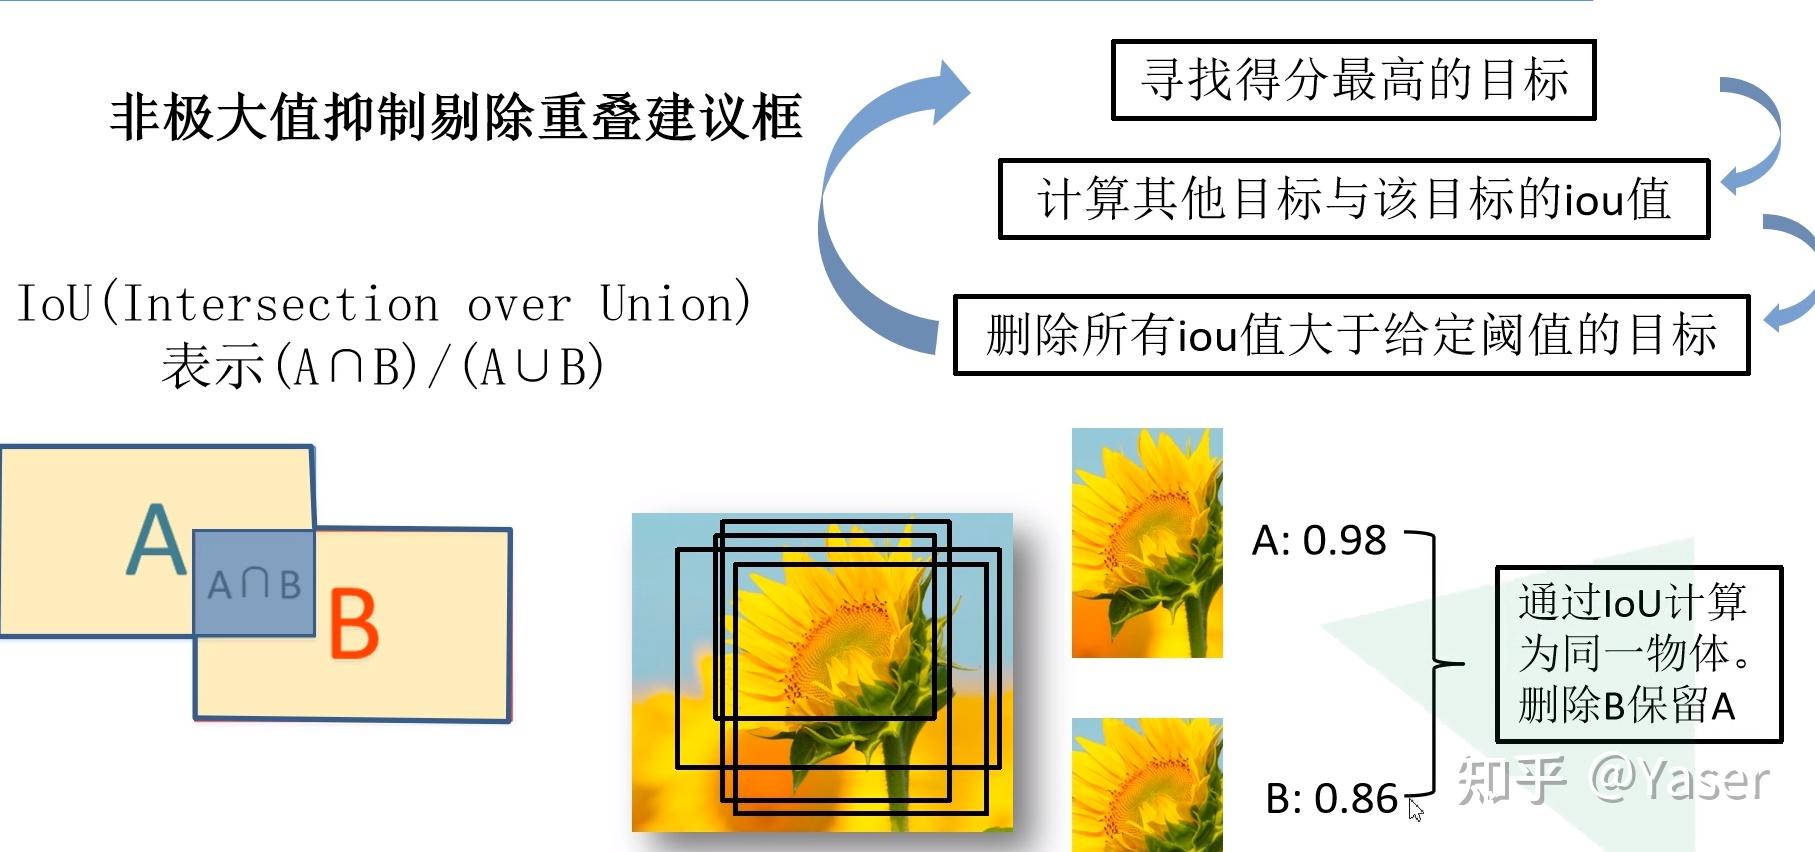 非极大值抑制剔除重叠建议框
寻找得分最高的目标
计算其他目标与该目标的iou值
删除所有iou值大于给定阈值的目标
IoU(Intersection over Union)
表示(A∩B)/(A∪B)
A
A∩B
B
A: 0.98
B: 0.86
通过IoU计算
为同一物体。
删除B保留A
知乎 @Yaser